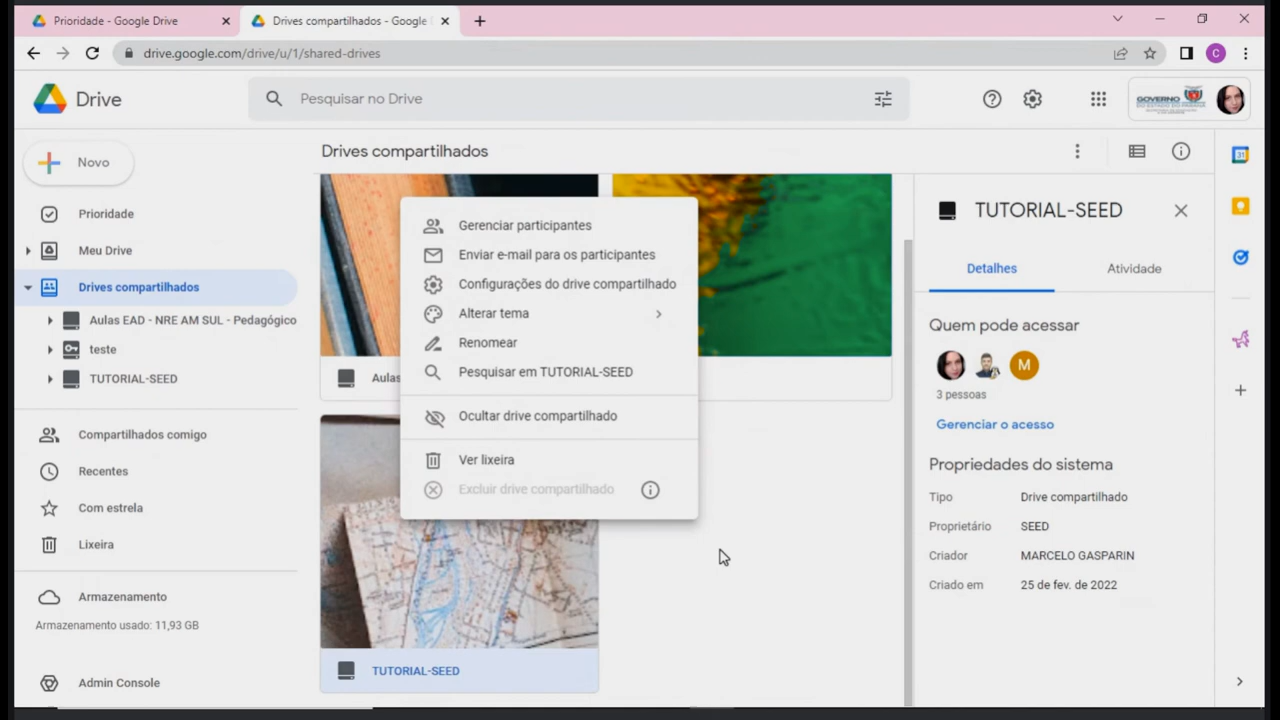 Prioridade - Google Drive
Drives compartilhados - Google
drive.google.com/drive/u/1/shared-drives
C
Drive
Pesquisar no Drive
GOVERNO
Novo
Prioridade
Meu Drive
Drives compartilhados
Aulas EAD - NRE AM SUL - Pedagógico
teste
TUTORIAL-SEED
Compartilhados comigo
Recentes
Com estrela
Lixeira
Armazenamento
Armazenamento usado: 11,93 GB
Admin Console
Drives compartilhados
Aulas
TUTORIAL-SEED
Gerenciar participantes
Enviar e-mail para os participantes
Configurações do drive compartilhado
Alterar tema
Renomear
Pesquisar em TUTORIAL-SEED
Ocultar drive compartilhado
Ver lixeira
Excluir drive compartilhado
TUTORIAL-SEED
Detalhes
Atividade
Quem pode acessar
M
3 pessoas
Gerenciar o acesso
Propriedades do sistema
Tipo Drive compartilhado
Proprietário SEED
Criador MARCELO GASPARIN
Criado em 25 de fev. de 2022
31